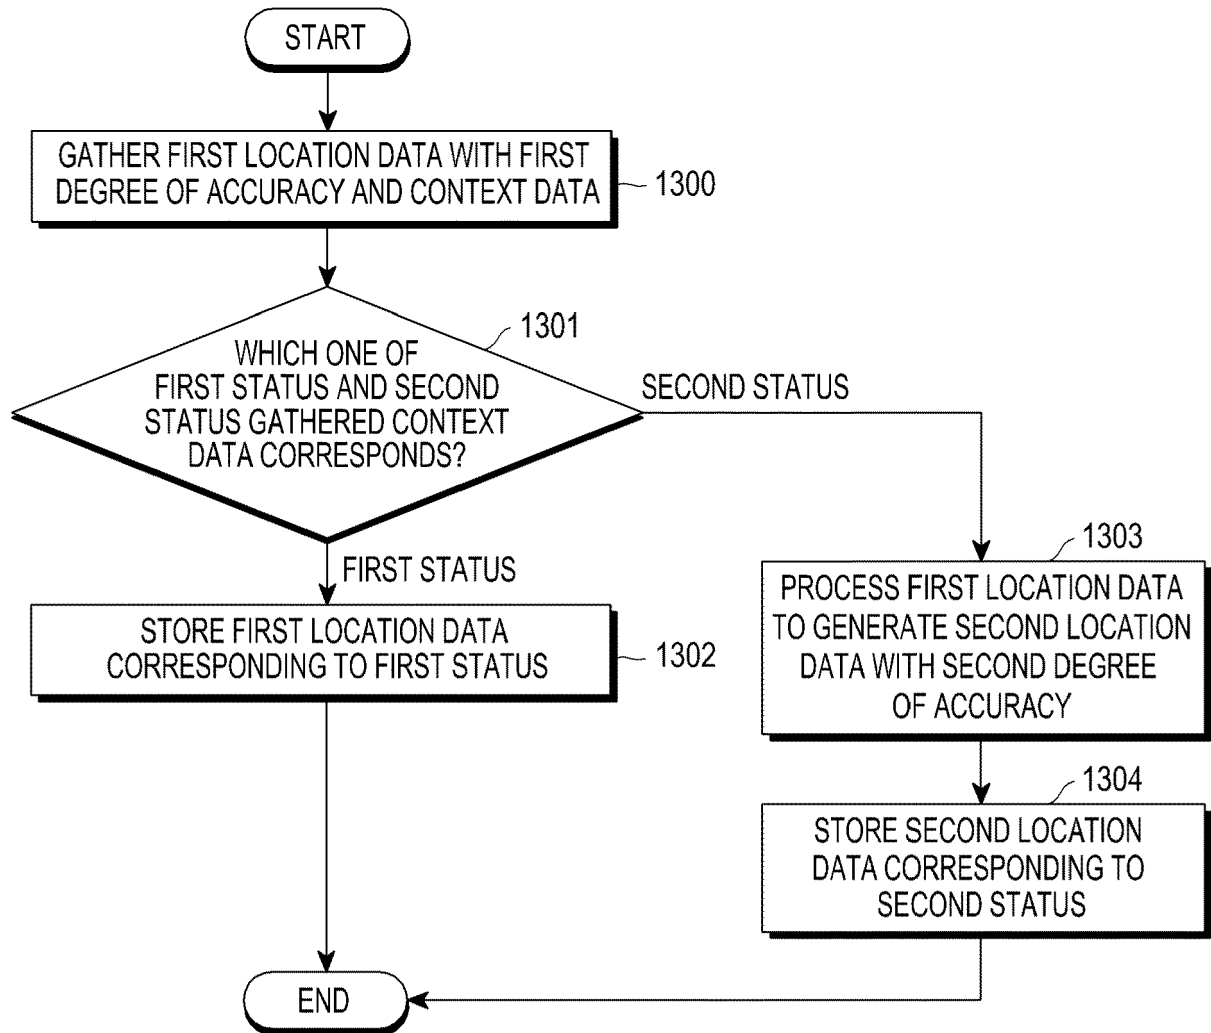 START
GATHER FIRST LOCATION DATA WITH FIRST
DEGREE OF ACCURACY AND CONTEXT DATA
1300
1301
WHICH ONE OF
FIRST STATUS AND SECOND
STATUS GATHERED CONTEXT
DATA CORRESPONDS?
SECOND STATUS
FIRST STATUS
STORE FIRST LOCATION DATA
CORRESPONDING TO FIRST STATUS
1302
1303
PROCESS FIRST LOCATION DATA
TO GENERATE SECOND LOCATION
DATA WITH SECOND DEGREE
OF ACCURACY
1304
STORE SECOND LOCATION
DATA CORRESPONDING TO
SECOND STATUS
END